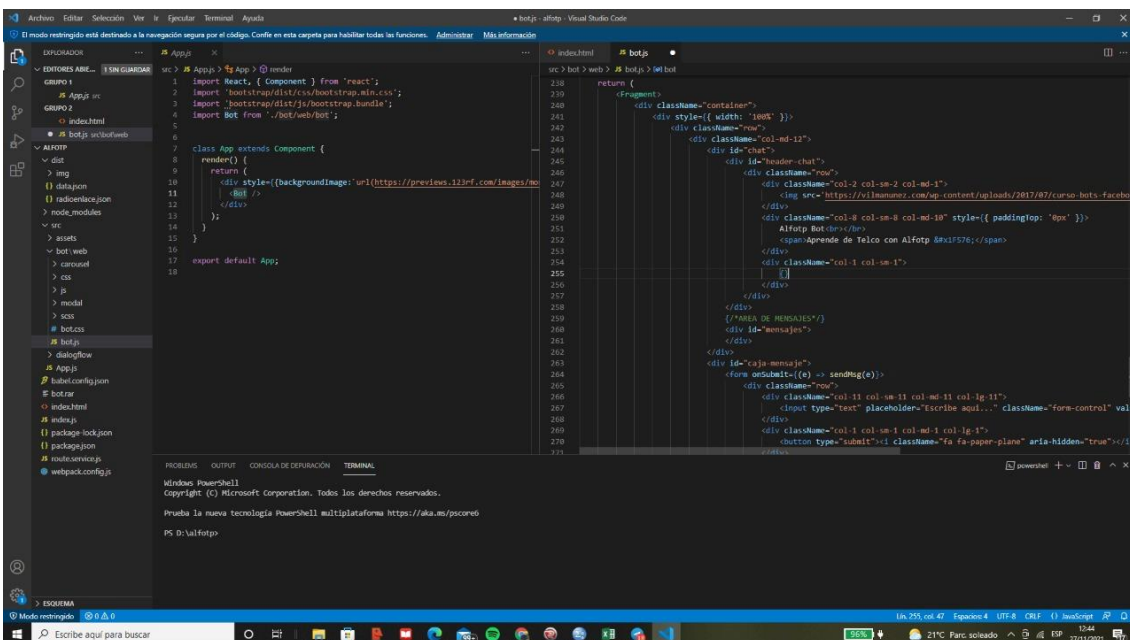 Archivo Editar Selección Ver Ir Ejecutar Terminal Ayuda
● bot.js - alfotp - Visual Studio Code
El modo restringido está destinado a la navegación segura por el código. Confíe en esta carpeta para habilitar todas las funciones. Administrar Más información
EXPLORADOR
EDITORES ABIE... 1 SIN GUARDAR
GRUPO 1
JS App.js src
GRUPO 2
index.html
JS bot.js src\bot\web
ALFOTP
dist
img
{} data.json
{} radioenlace.json
node_modules
src
assets
bot\web
carousel
css
js
modal
scss
# bot.css
JS bot.js
dialogflow
JS App.js
babel.config.json
bot.rar
index.html
JS index.js
{} package-lock.json
{} package.json
JS route.service.js
webpack.config.js
ESQUEMA
JS App.js
src > JS App.js > App > render
1 import React, { Component } from 'react';
2 import 'bootstrap/dist/css/bootstrap.min.css';
3 import 'bootstrap/dist/js/bootstrap.bundle';
4 import Bot from './bot/web/bot';
5
6
7 class App extends Component {
8 render() {
9 return (
10 <div style={{backgroundImage:'url(https://previews.123rf.com/images/mo
11 <Bot />
12 </div>
13 );
14 }
15 }
16
17 export default App;
18
index.html JS bot.js ●
src > bot > web > JS bot.js > bot
238 return (
239 <Fragment>
240 <div className="container">
241 <div style={{ width: '100%' }}>
242 <div className="row">
243 <div className="col-md-12">
244 <div id="chat">
245 <div id="header-chat">
246 <div className="row">
247 <div className="col-2 col-sm-2 col-md-1">
248 <img src='https://vilmanunez.com/wp-content/uploads/2017/07/curso-bots-facebo
249 </div>
250 <div className="col-8 col-sm-8 col-md-10" style={{ paddingTop: '0px' }}>
251 Alfotp Bot<br></br>
252 <span>Aprende de Telco con Alfotp &#x1F576;</span>
253 </div>
254 <div className="col-1 col-sm-1">
255 {}
256 </div>
257 </div>
258 </div>
259 {/*AREA DE MENSAJES*/}
260 <div id="mensajes">
261 </div>
262 </div>
263 <div id="caja-mensaje">
264 <form onSubmit={(e) => sendMsg(e)}>
265 <div className="row">
266 <div className="col-11 col-sm-11 col-md-11 col-lg-11">
267 <input type="text" placeholder="Escribe aqui..." className="form-control" val
268 </div>
269 <div className="col-1 col-sm-1 col-md-1 col-lg-1">
270 <button type="submit"><i className="fa fa-paper-plane" aria-hidden="true"></i
271 </div>
PROBLEMS OUTPUT CONSOLA DE DEPURACIÓN TERMINAL
powershell
Windows PowerShell
Copyright (C) Microsoft Corporation. Todos los derechos reservados.
Prueba la nueva tecnología PowerShell multiplataforma https://aka.ms/pscore6
PS D:\alfotp>
Modo restringido 0 0
Lín. 255, col. 47 Espacios: 4 UTF-8 CRLF {} JavaScript
Escribe aquí para buscar
96% 21°C Parc. soleado ESP 12:44